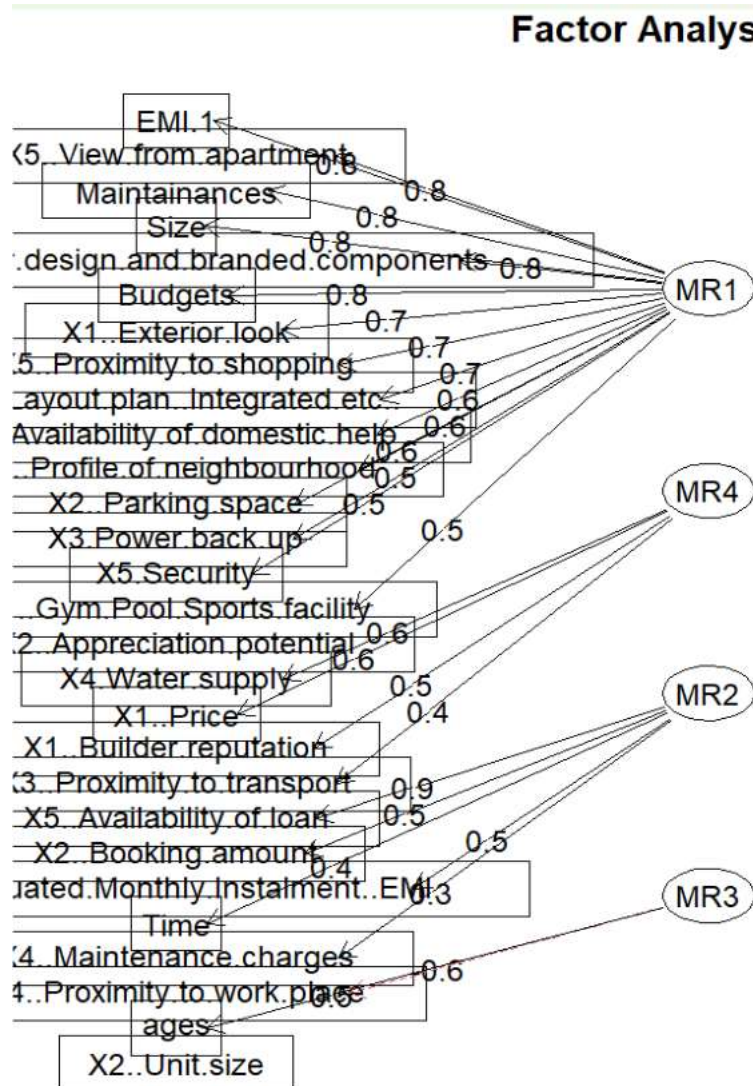 Factor Analys
EMI.1
X5..View.from.apartment
0.8
0.8
Maintainances
0.8
Size
0.8
.design.and.branded.components
0.8
MR1
Budgets
0.8
X1..Exterior.look
0.7
X5..Proximity.to.shopping
0.7
Layout.plan..Integrated.etc..
0.7
0.6
Availability.of.domestic.help
0.6
..Profile.of.neighbourhood
0.6
0.5
MR4
X2..Parking.space
0.5
X3.Power.back.up
0.5
X5.Security
..Gym.Pool.Sports.facility
X2..Appreciation.potential
0.6
X4.Water.supply
0.6
0.5
MR2
X1..Price
0.4
X1..Builder.reputation
X3..Proximity.to.transport
0.9
X5..Availability.of.loan
0.5
X2..Booking.amount
0.4
0.5
uated.Monthly.Instalment..EMI.
0.3
MR3
Time
X4..Maintenance.charges
0.6
4..Proximity.to.work.place
0.5
ages
X2..Unit.size